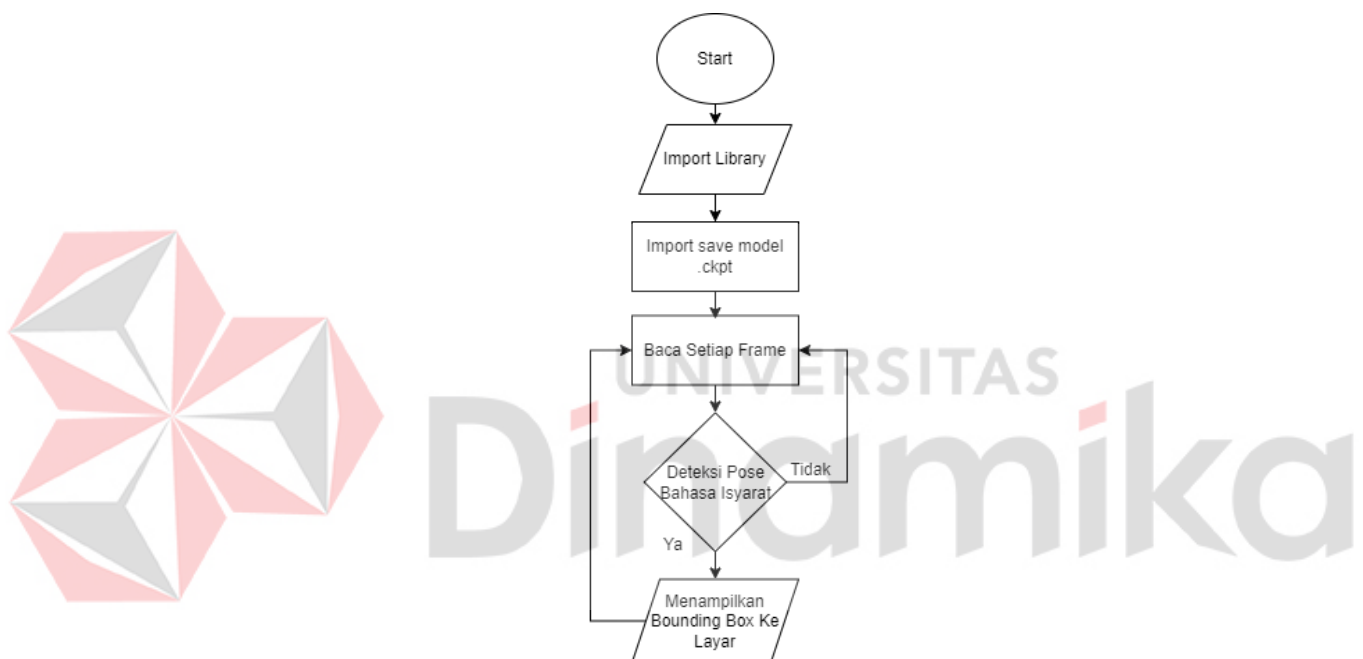 Start
Import Library
Import save model
.ckpt
Baca Setiap Frame
UNIVERSITAS
Dinamika
Deteksi Pose
Bahasa Isyarat
Tidak
Ya
Menampilkan
Bounding Box Ke
Layar